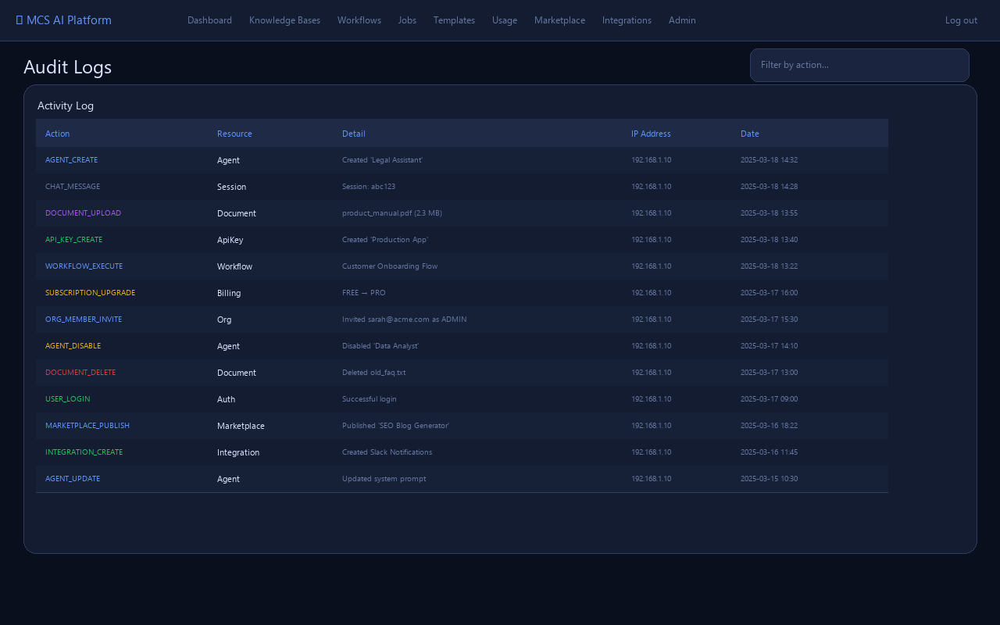 MCS AI Platform Dashboard Knowledge Bases Workflows Jobs Templates Usage Marketplace Integrations Admin Log out
Audit Logs Filter by action...
Activity Log
Action Resource Detail IP Address Date
AGENT_CREATE Agent Created 'Legal Assistant' 192.168.1.10 2025-03-18 14:32
CHAT_MESSAGE Session Session: abc123 192.168.1.10 2025-03-18 14:28
DOCUMENT_UPLOAD Document product_manual.pdf (2.3 MB) 192.168.1.10 2025-03-18 13:55
API_KEY_CREATE ApiKey Created 'Production App' 192.168.1.10 2025-03-18 13:40
WORKFLOW_EXECUTE Workflow Customer Onboarding Flow 192.168.1.10 2025-03-18 13:22
SUBSCRIPTION_UPGRADE Billing FREE → PRO 192.168.1.10 2025-03-17 16:00
ORG_MEMBER_INVITE Org Invited sarah@acme.com as ADMIN 192.168.1.10 2025-03-17 15:30
AGENT_DISABLE Agent Disabled 'Data Analyst' 192.168.1.10 2025-03-17 14:10
DOCUMENT_DELETE Document Deleted old_faq.txt 192.168.1.10 2025-03-17 13:00
USER_LOGIN Auth Successful login 192.168.1.10 2025-03-17 09:00
MARKETPLACE_PUBLISH Marketplace Published 'SEO Blog Generator' 192.168.1.10 2025-03-16 18:22
INTEGRATION_CREATE Integration Created Slack Notifications 192.168.1.10 2025-03-16 11:45
AGENT_UPDATE Agent Updated system prompt 192.168.1.10 2025-03-15 10:30